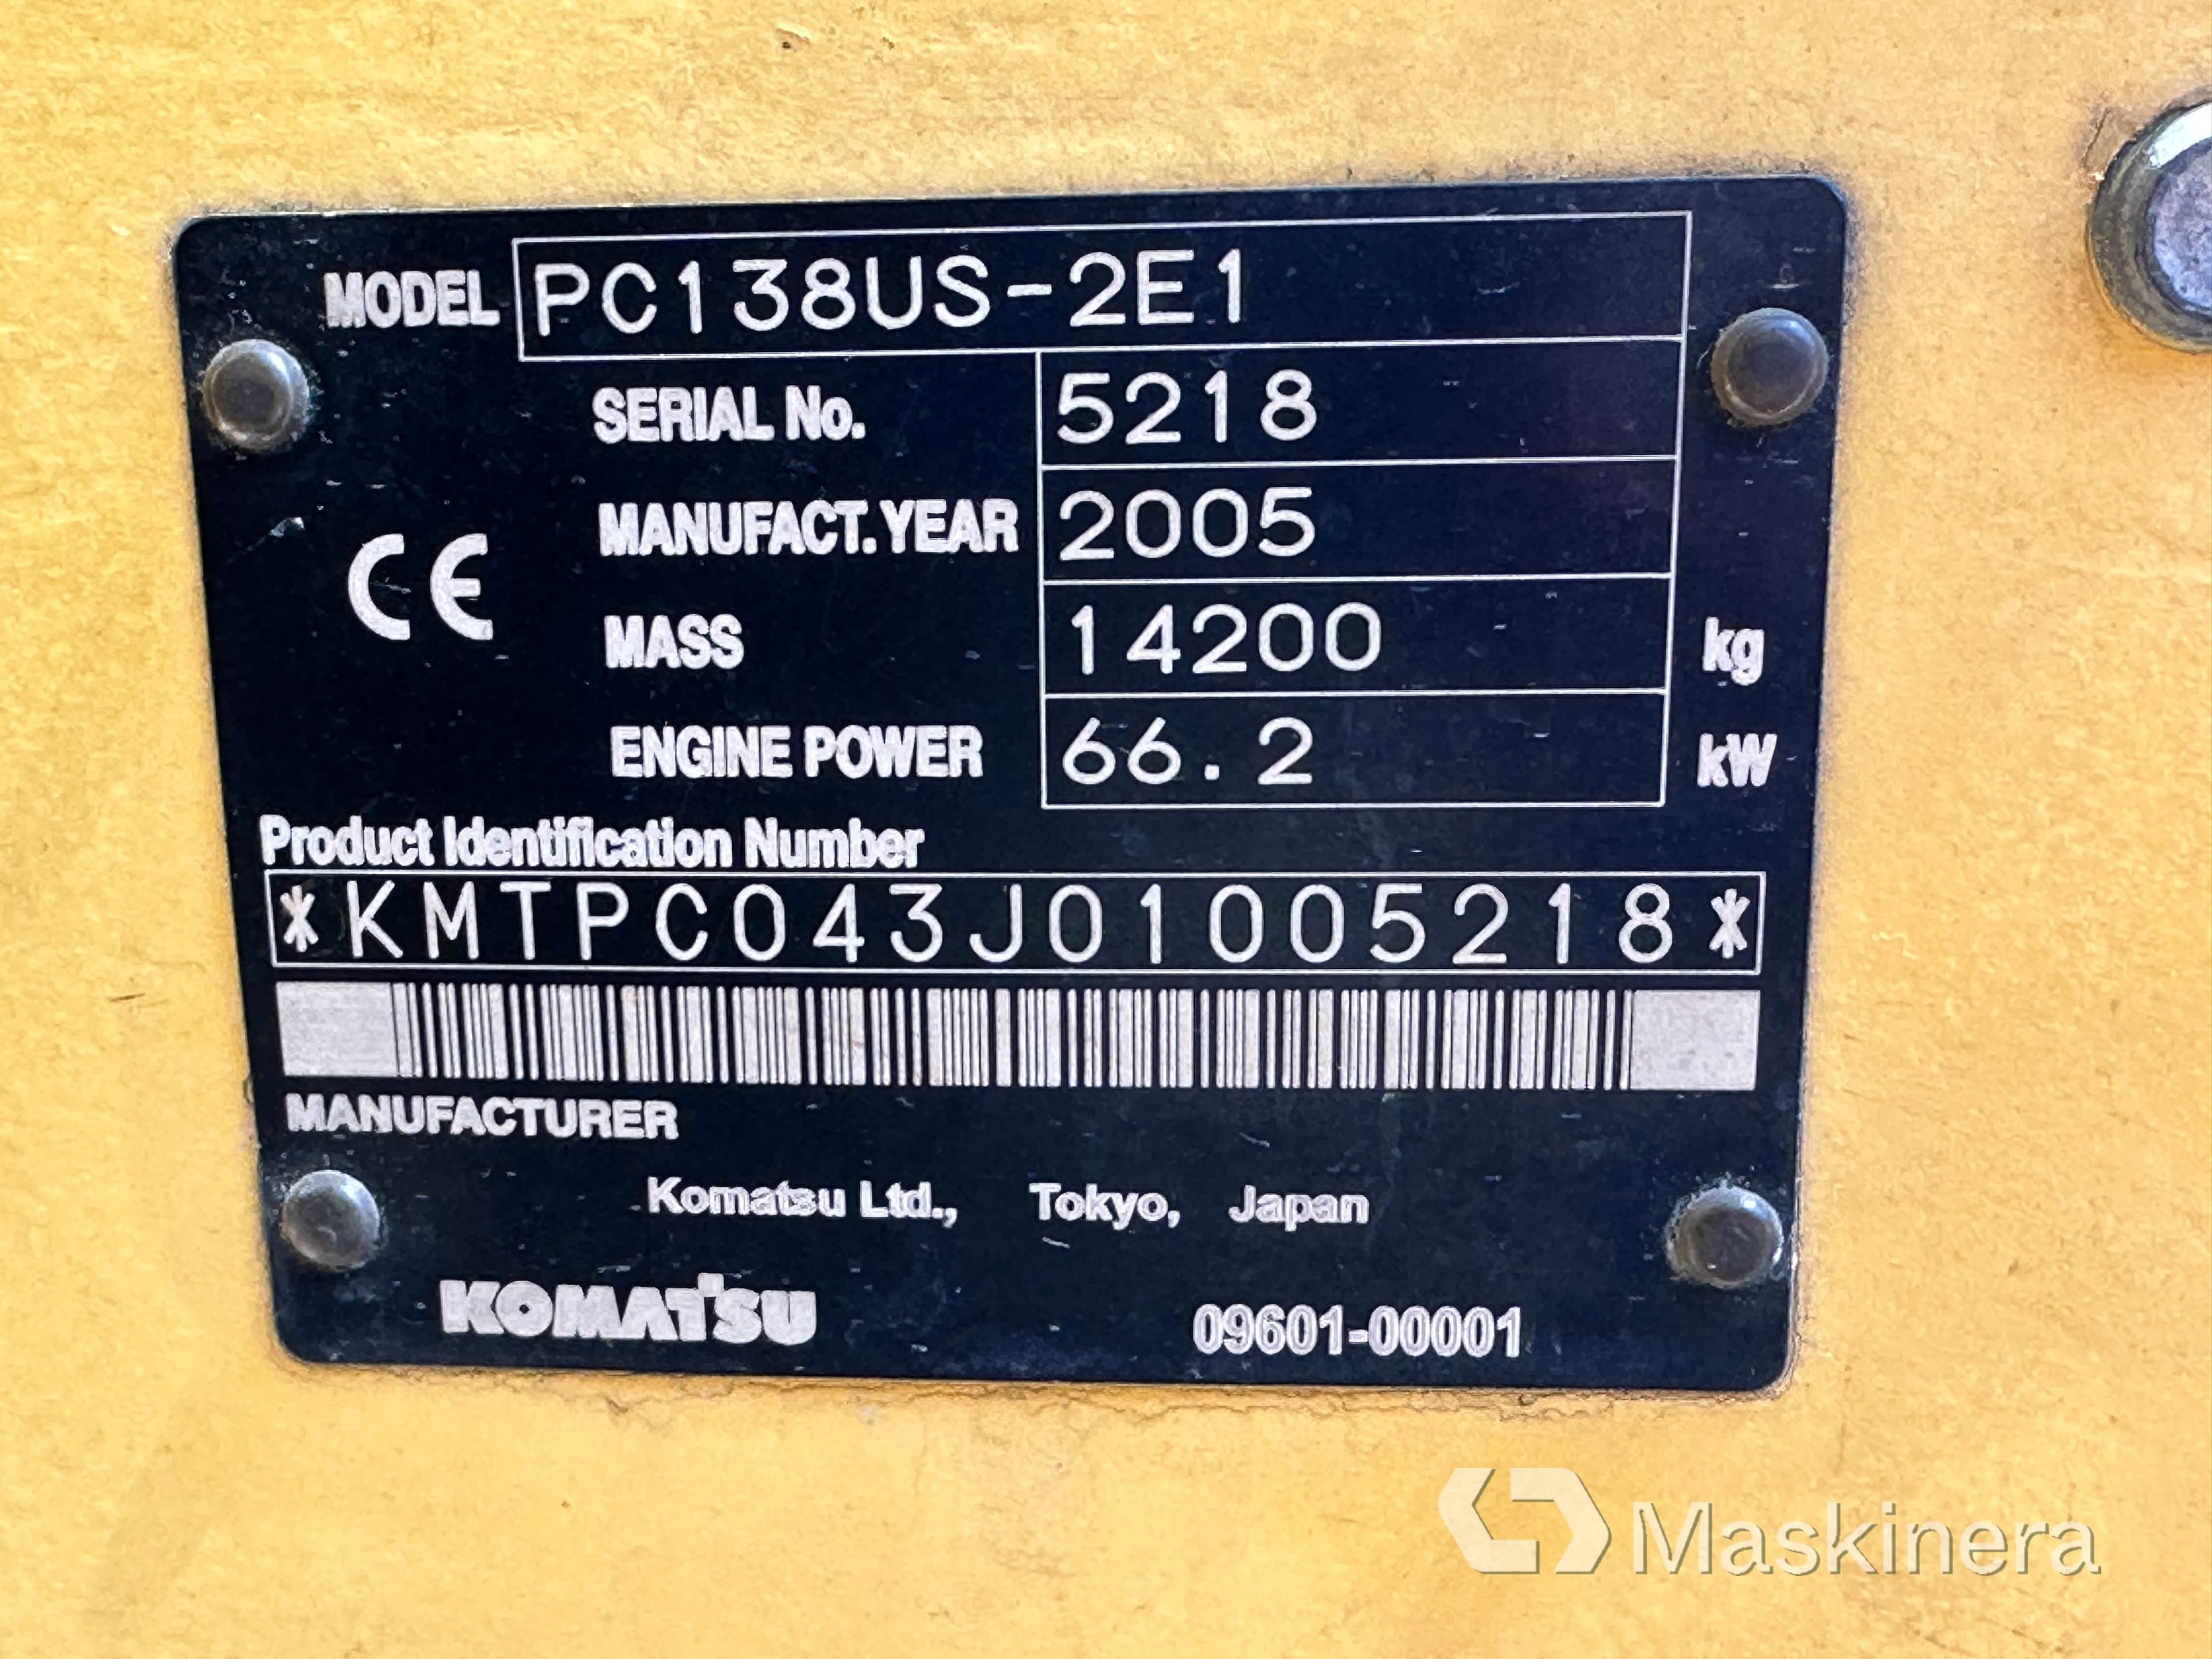 MODEL PC138US-2E1
SERIAL No. 5218
MANUFACT.YEAR 2005
CE
MASS 14200 kg
ENGINE POWER 66.2 kW
Product Identification Number
*KMTPC043J01005218*
MANUFACTURER
Komatsu Ltd., Tokyo, Japan
KOMATSU 09601-00001
Maskinera